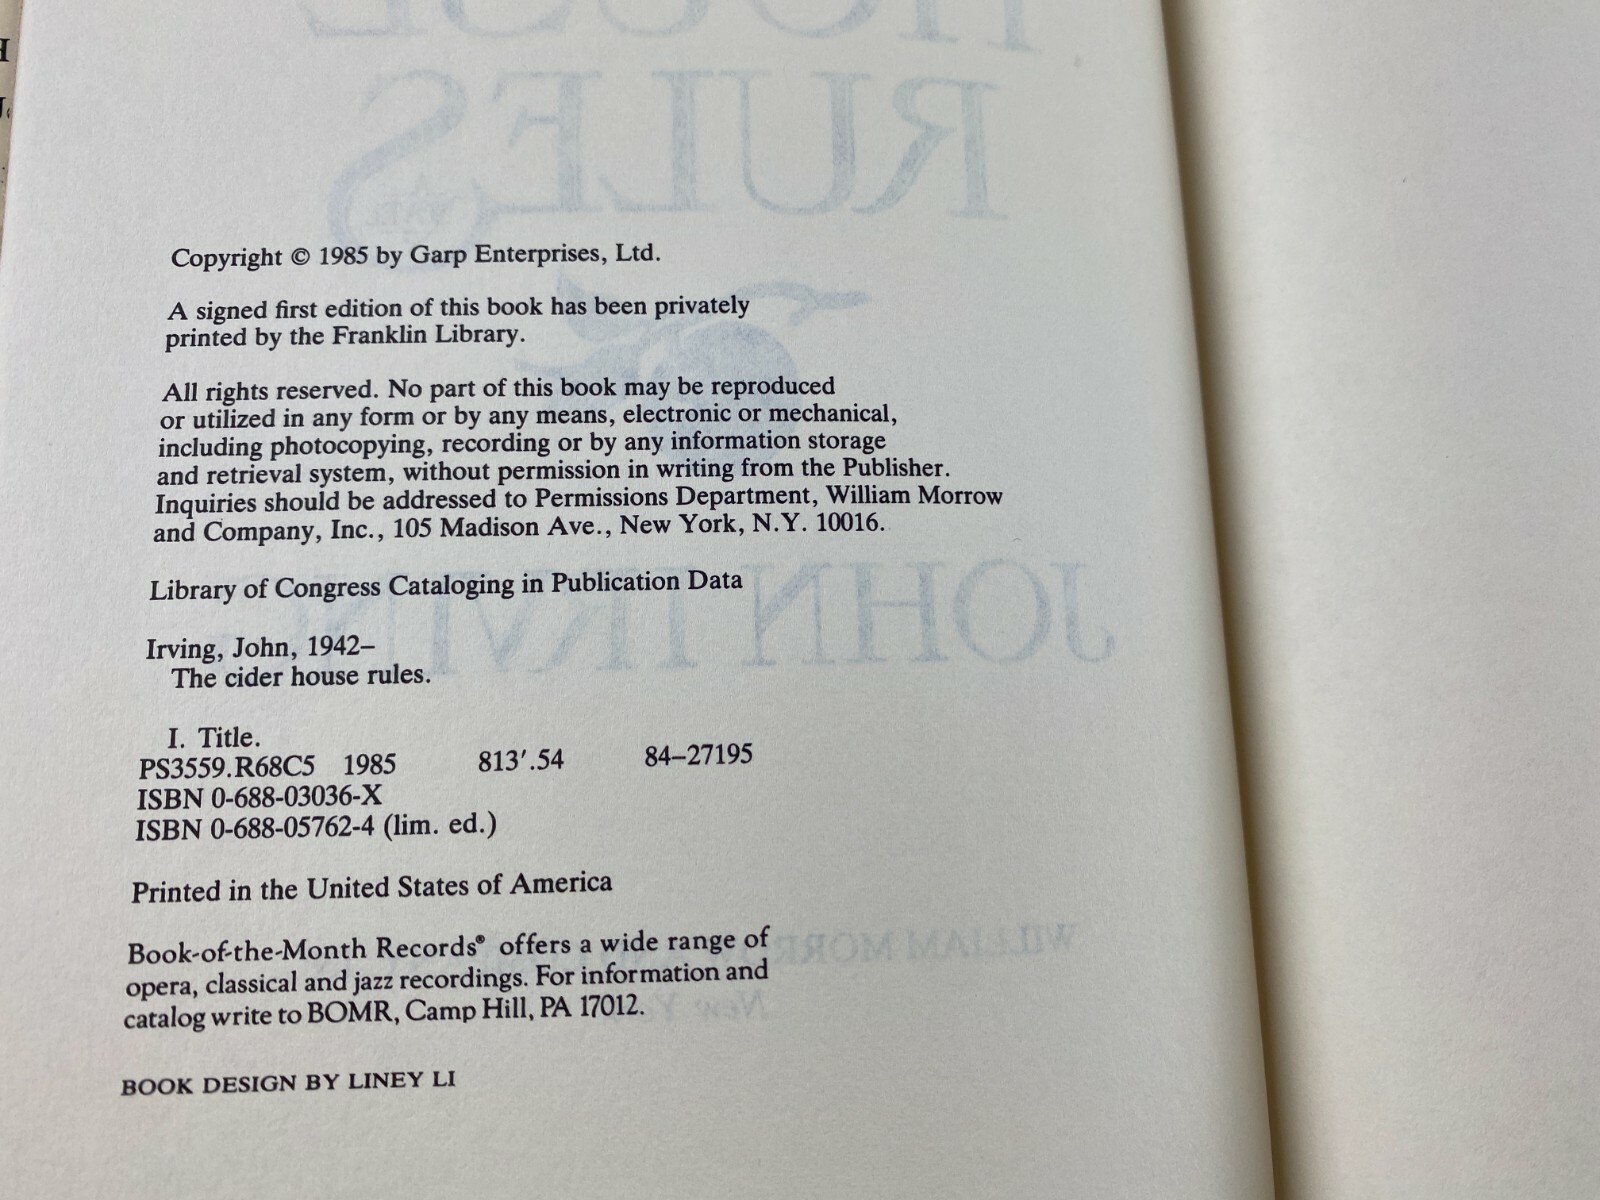 HOUSE
RULES
Copyright © 1985 by Garp Enterprises, Ltd.
A signed first edition of this book has been privately
printed by the Franklin Library.
All rights reserved. No part of this book may be reproduced
or utilized in any form or by any means, electronic or mechanical,
including photocopying, recording or by any information storage
and retrieval system, without permission in writing from the Publisher.
Inquiries should be addressed to Permissions Department, William Morrow
and Company, Inc., 105 Madison Ave., New York, N.Y. 10016.
Library of Congress Cataloging in Publication Data
JOHN IRVIN
Irving, John, 1942–
The cider house rules.
I. Title.
PS3559.R68C5 1985 813′.54 84–27195
ISBN 0-688-03036-X
ISBN 0-688-05762-4 (lim. ed.)
Printed in the United States of America
WILLIAM MORR
Book-of-the-Month Records® offers a wide range of
opera, classical and jazz recordings. For information and
catalog write to BOMR, Camp Hill, PA 17012.
New Y
BOOK DESIGN BY LINEY LI